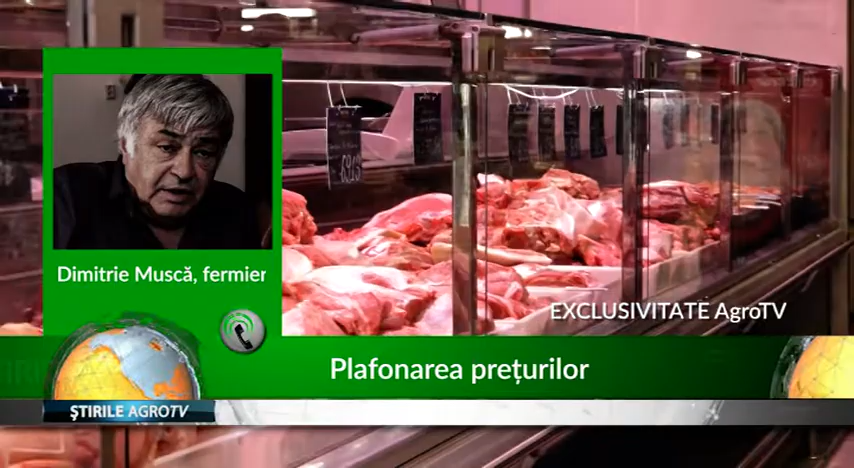 Dimitrie Muscă, fermier
EXCLUSIVITATE AgroTV
Plafonarea prețurilor
ȘTIRILE AGROTV